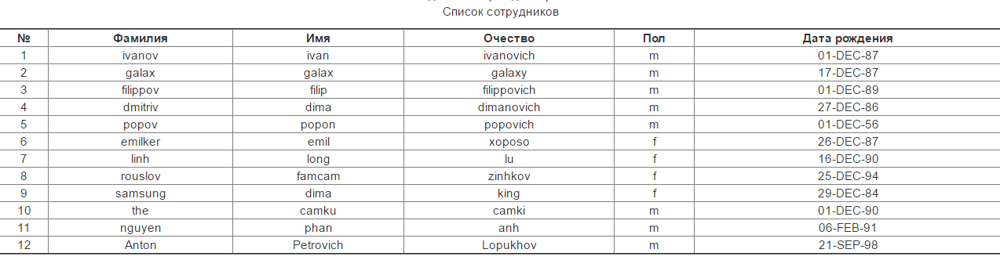 Список сотрудников
№ Фамилия Имя Очество Пол Дата рождения
1 ivanov ivan ivanovich m 01-DEC-87
2 galax galax galaxy m 17-DEC-87
3 filippov filip filippovich m 01-DEC-89
4 dmitriv dima dimanovich m 27-DEC-86
5 popov popon popovich m 01-DEC-56
6 emilker emil xoposo f 26-DEC-87
7 linh long lu f 16-DEC-90
8 rouslov famcam zinhkov f 25-DEC-94
9 samsung dima king f 29-DEC-84
10 the camku camki m 01-DEC-90
11 nguyen phan anh m 06-FEB-91
12 Anton Petrovich Lopukhov m 21-SEP-98